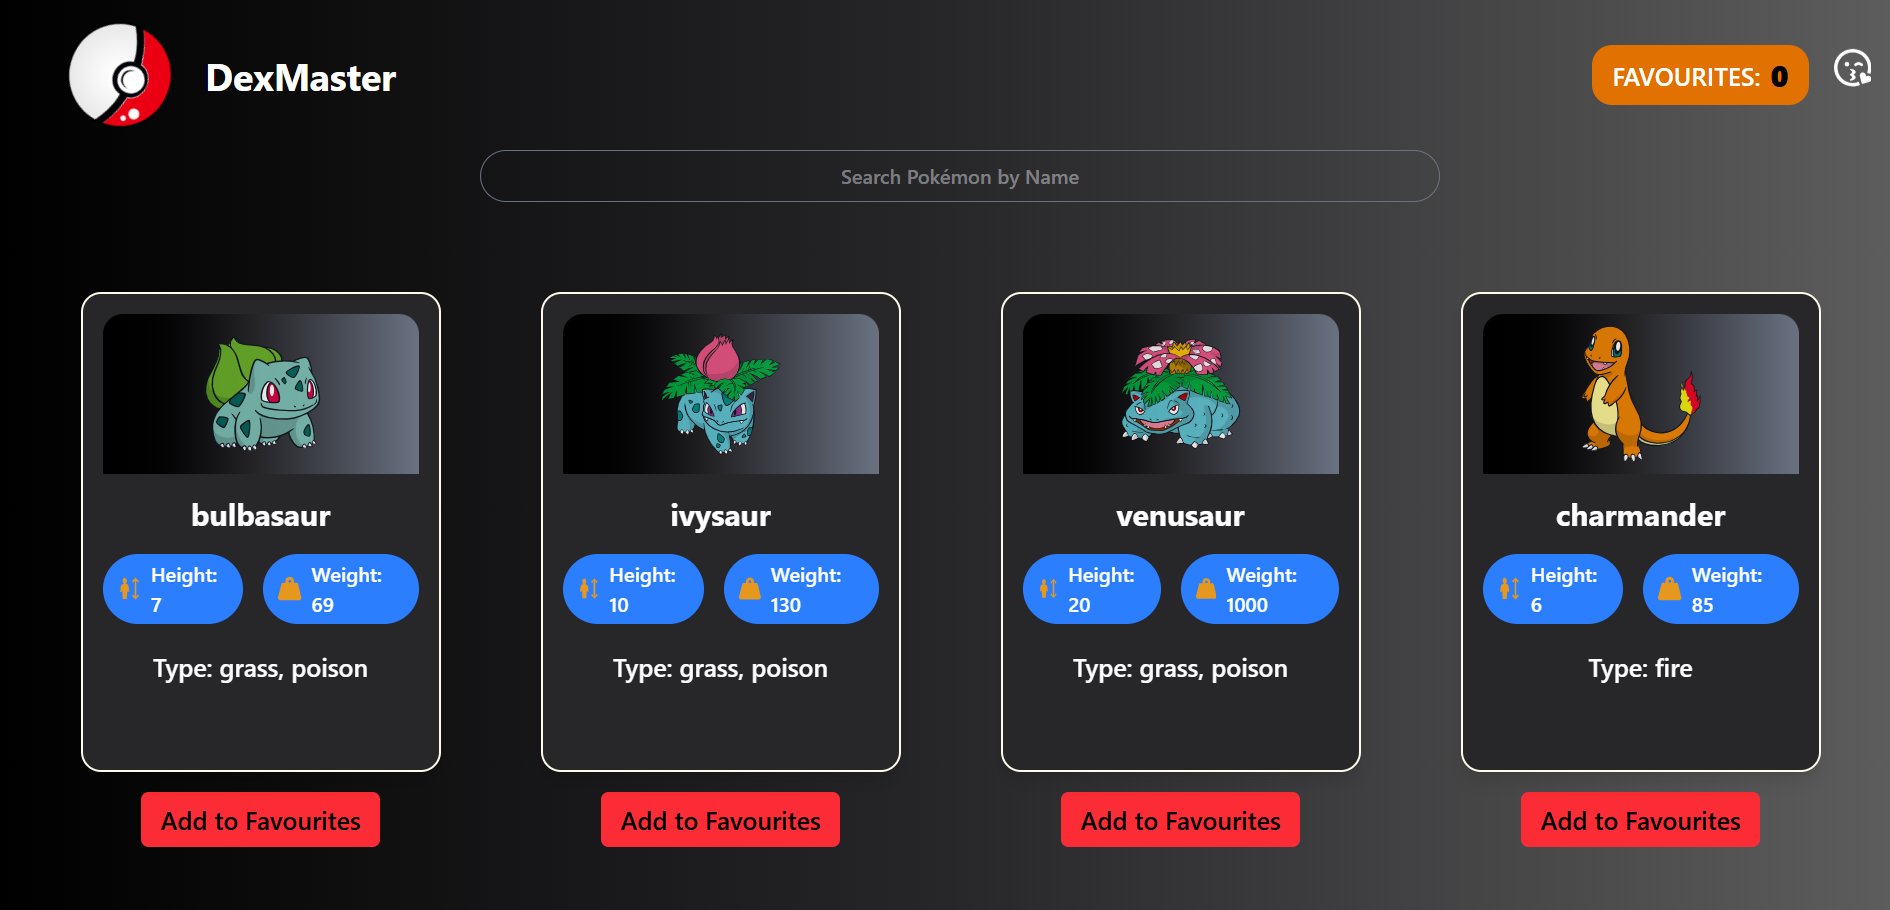 DexMaster
FAVOURITES: 0
Search Pokémon by Name
bulbasaur
Height:
7
Weight:
69
Type: grass, poison
Add to Favourites
ivysaur
Height:
10
Weight:
130
Type: grass, poison
Add to Favourites
venusaur
Height:
20
Weight:
1000
Type: grass, poison
Add to Favourites
charmander
Height:
6
Weight:
85
Type: fire
Add to Favourites